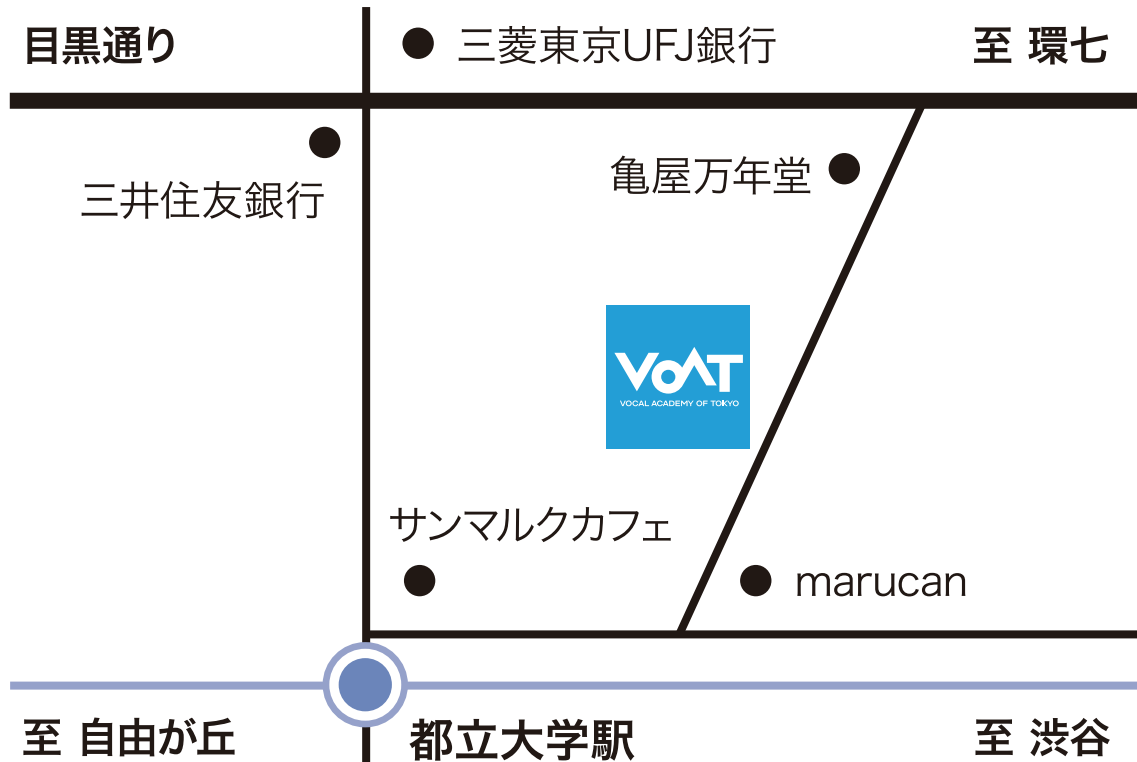 目黒通り
三菱東京UFJ銀行
至 環七
三井住友銀行
亀屋万年堂
VOAT
VOCAL ACADEMY OF TOKYO
サンマルクカフェ
marucan
至 自由が丘
都立大学駅
至 渋谷